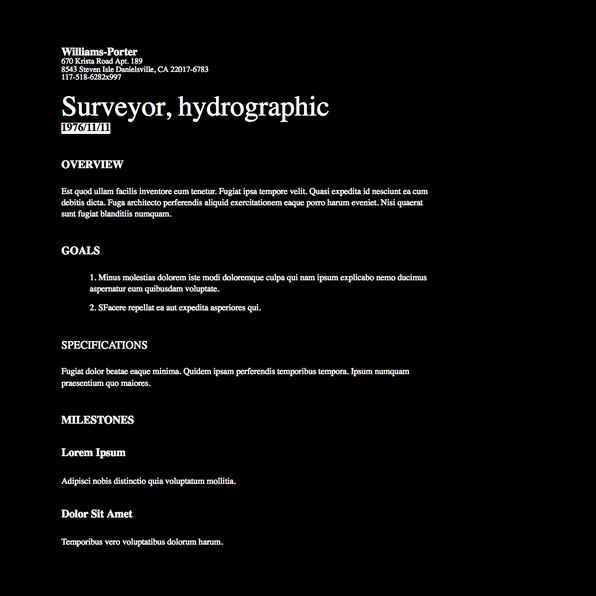 Williams-Porter
670 Krista Road Apt. 189
8543 Steven Isle Danielsville, CA 22017-6783
117-518-6282x997
Surveyor, hydrographic
1976/11/11
OVERVIEW
Est quod ullam facilis inventore eum tenetur. Fugiat ipsa tempore velit. Quasi expedita id nesciunt ea cum
debitis dicta. Fuga architecto perferendis aliquid exercitationem eaque porro harum eveniet. Nisi quaerat
sunt fugiat blanditiis numquam.
GOALS
1. Minus molestias dolorem iste modi doloremque culpa qui nam ipsum explicabo nemo ducimus
aspernatur eum quibusdam voluptate.
2. SFacere repellat ea aut expedita asperiores qui.
SPECIFICATIONS
Fugiat dolor beatae eaque minima. Quidem ipsam perferendis temporibus tempora. Ipsum numquam
praesentium quo maiores.
MILESTONES
Lorem Ipsum
Adipisci nobis distinctio quia voluptatum mollitia.
Dolor Sit Amet
Temporibus vero voluptatibus dolorum harum.